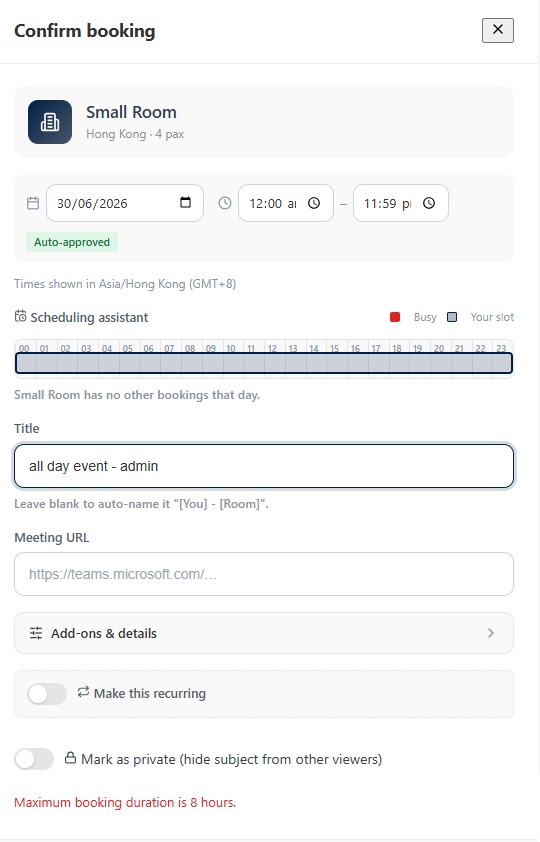 Confirm booking
Small Room
Hong Kong · 4 pax
30/06/2026 12:00 – 11:59
Auto-approved
Times shown in Asia/Hong Kong (GMT+8)
Scheduling assistant Busy Your slot
00 01 02 03 04 05 06 07 08 09 10 11 12 13 14 15 16 17 18 19 20 21 22 23
Small Room has no other bookings that day.
Title
all day event - admin
Leave blank to auto-name it "[You] - [Room]".
Meeting URL
https://teams.microsoft.com/...
Add-ons & details
Make this recurring
Mark as private (hide subject from other viewers)
Maximum booking duration is 8 hours.